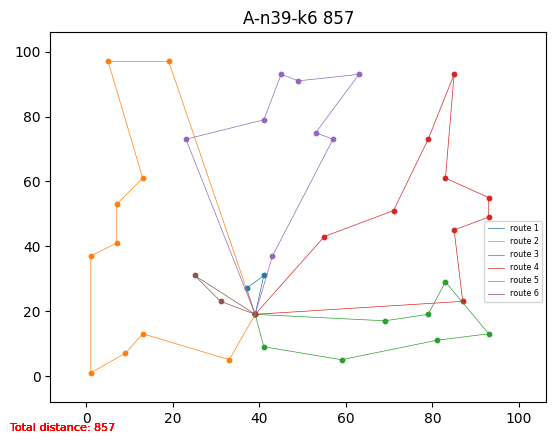 A-n39-k6 857
100
80
60
40
20
0
0 20 40 60 80 100
route 1
route 2
route 3
route 4
route 5
route 6
Total distance: 857